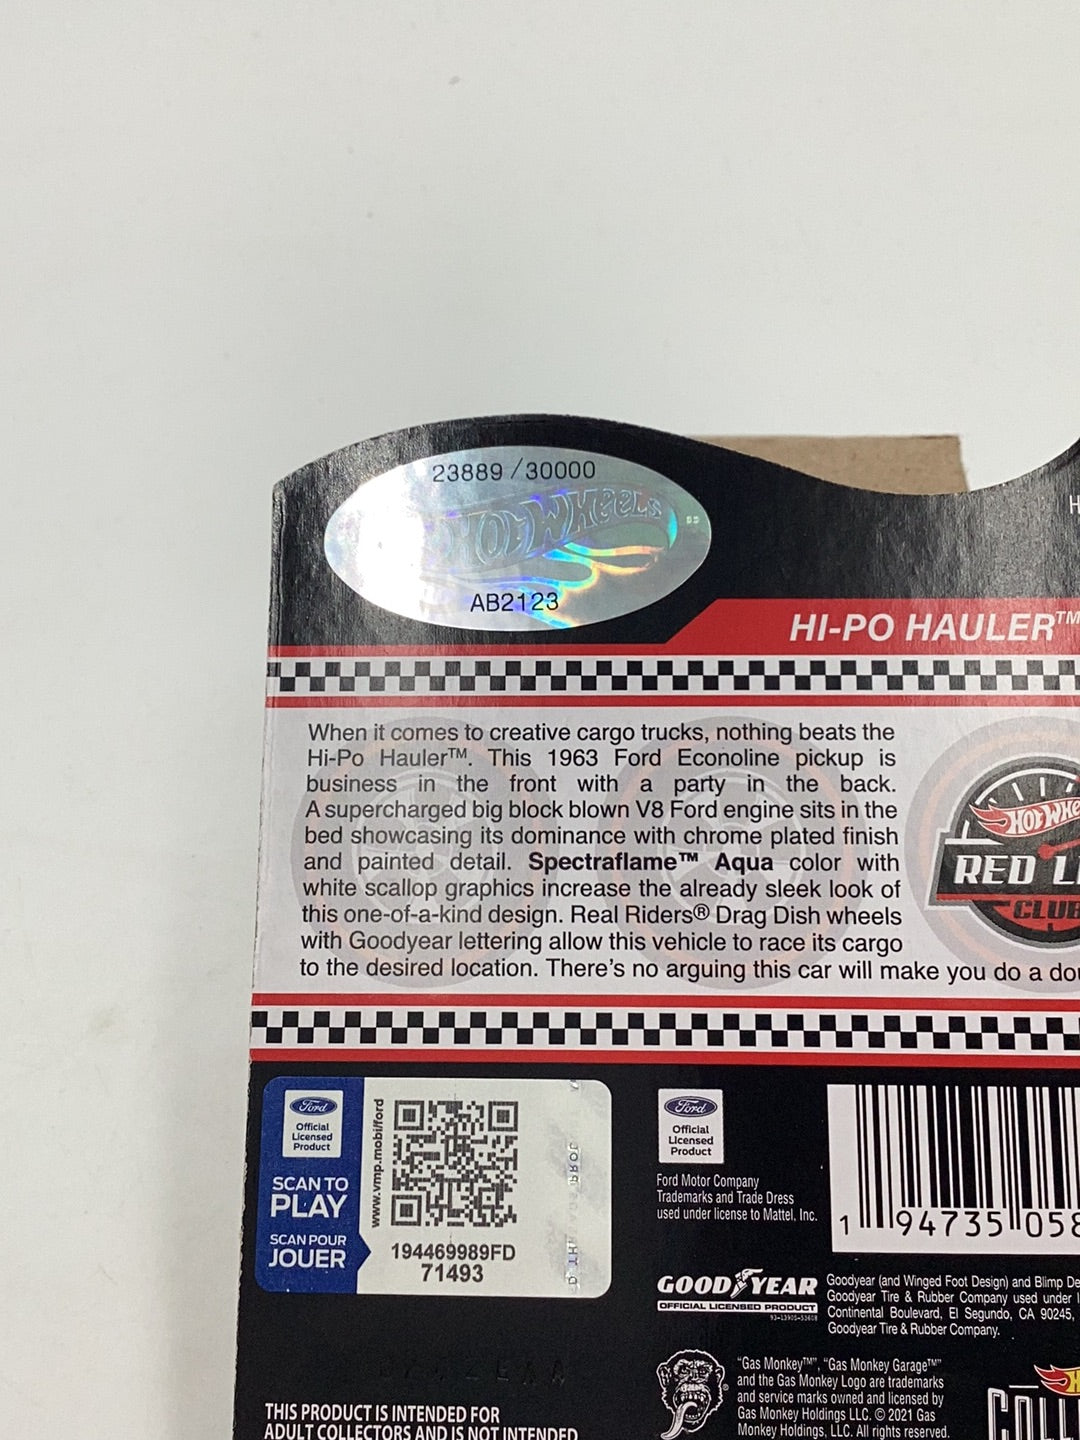 23889 / 30000
HOT WHEELS
AB2123
HI-PO HAULER™
When it comes to creative cargo trucks, nothing beats the
Hi-Po Hauler™. This 1963 Ford Econoline pickup is
business in the front with a party in the back.
A supercharged big block blown V8 Ford engine sits in the
bed showcasing its dominance with chrome plated finish
and painted detail. Spectraflame™ Aqua color with
white scallop graphics increase the already sleek look of
this one-of-a-kind design. Real Riders® Drag Dish wheels
with Goodyear lettering allow this vehicle to race its cargo
to the desired location. There's no arguing this car will make you do a
HOT WHE
RED LI
CLUB
Ford
Official
Licensed
Product
SCAN TO
PLAY
SCAN POUR
JOUER
www.vmp.mobi/ford
194469989FD
71493
Ford
Official
Licensed
Product
Ford Motor Company
Trademarks and Trade Dress
used under license to Mattel, Inc.
1 94735 058
GOODYEAR
OFFICIAL LICENSED PRODUCT
Goodyear (and Winged Foot Design) and Blimp
Goodyear Tire & Rubber Company used under
Continental Boulevard, El Segundo, CA 90245,
Goodyear Tire & Rubber Company.
"Gas Monkey™", "Gas Monkey Garage™"
and the Gas Monkey Logo are trademarks
and service marks owned and licensed by
Gas Monkey Holdings LLC. © 2021 Gas
Monkey Holdings, LLC. All rights reserved.
THIS PRODUCT IS INTENDED FOR
ADULT COLLECTORS AND IS NOT INTENDED